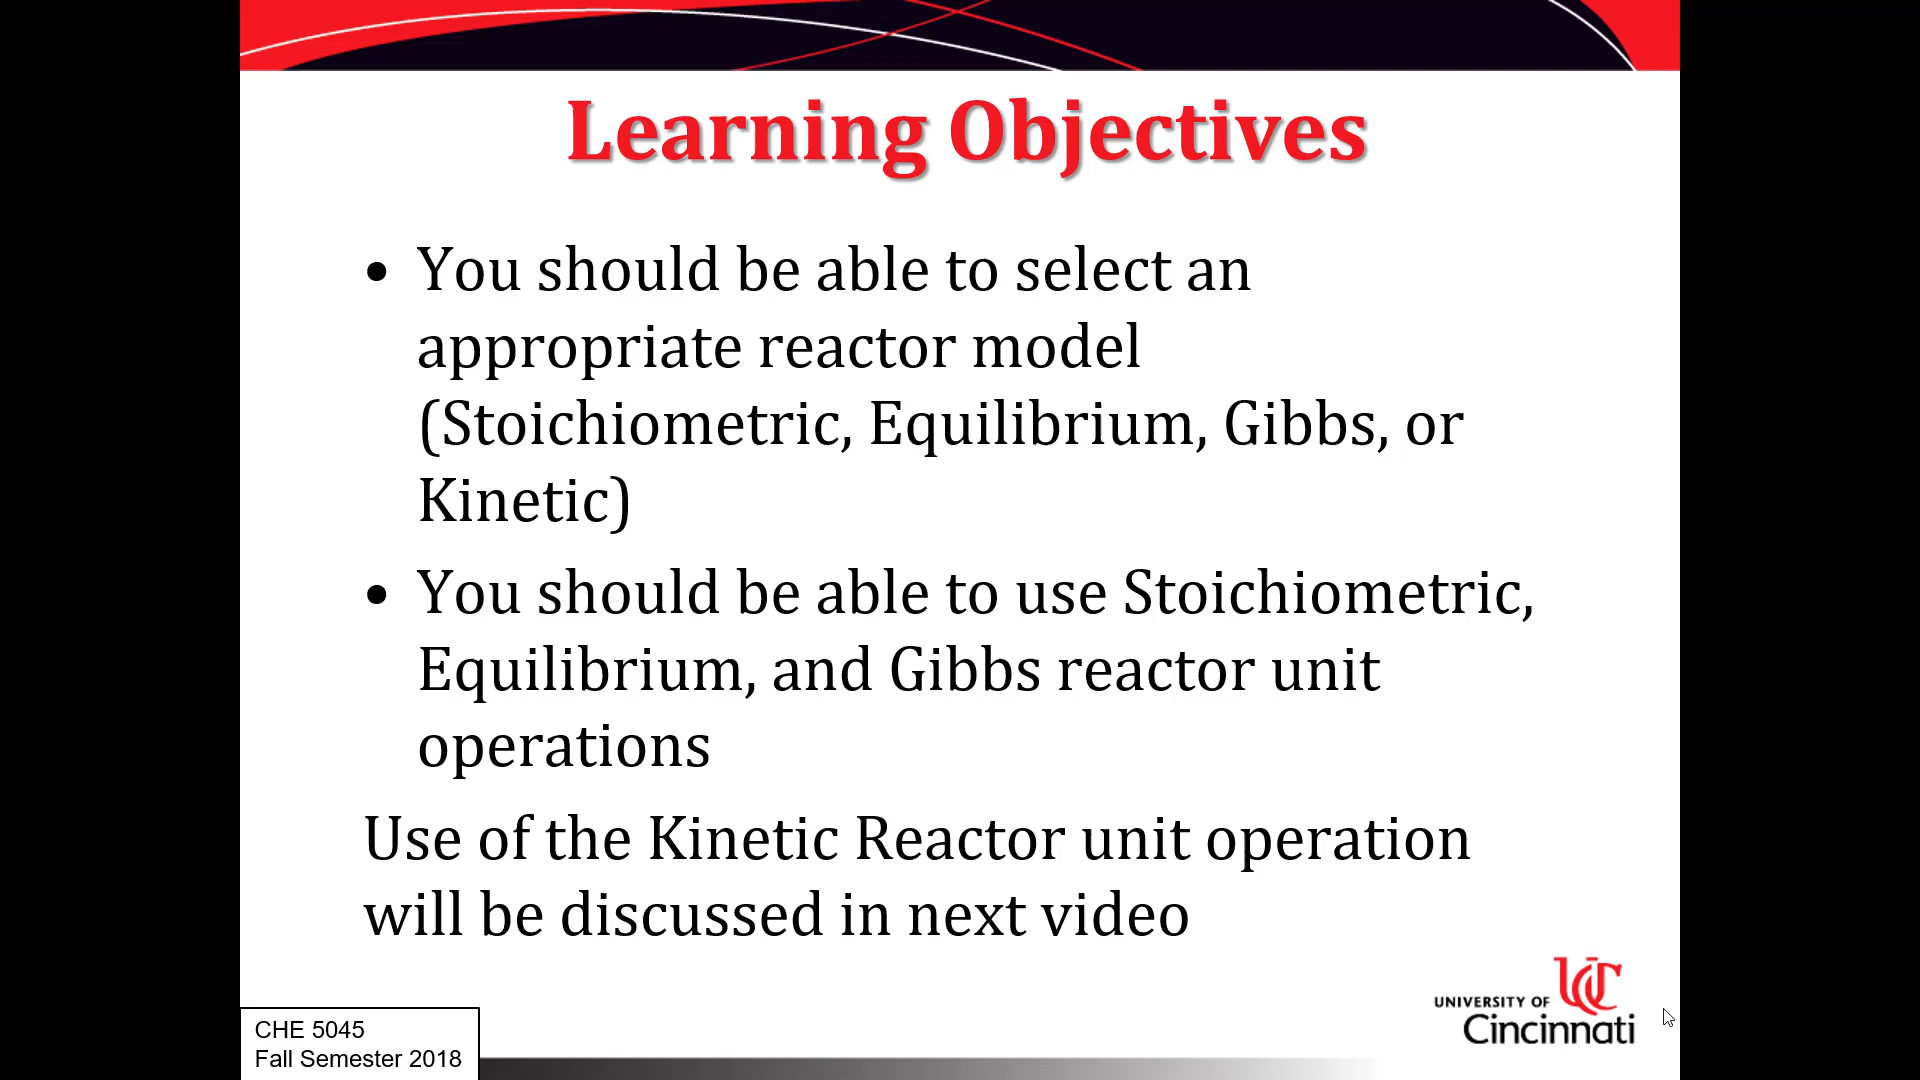 Learning Objectives
• You should be able to select an
appropriate reactor model
(Stoichiometric, Equilibrium, Gibbs, or
Kinetic)
• You should be able to use Stoichiometric,
Equilibrium, and Gibbs reactor unit
operations
Use of the Kinetic Reactor unit operation
will be discussed in next video
UC
UNIVERSITY OF
Cincinnati
CHE 5045
Fall Semester 2018